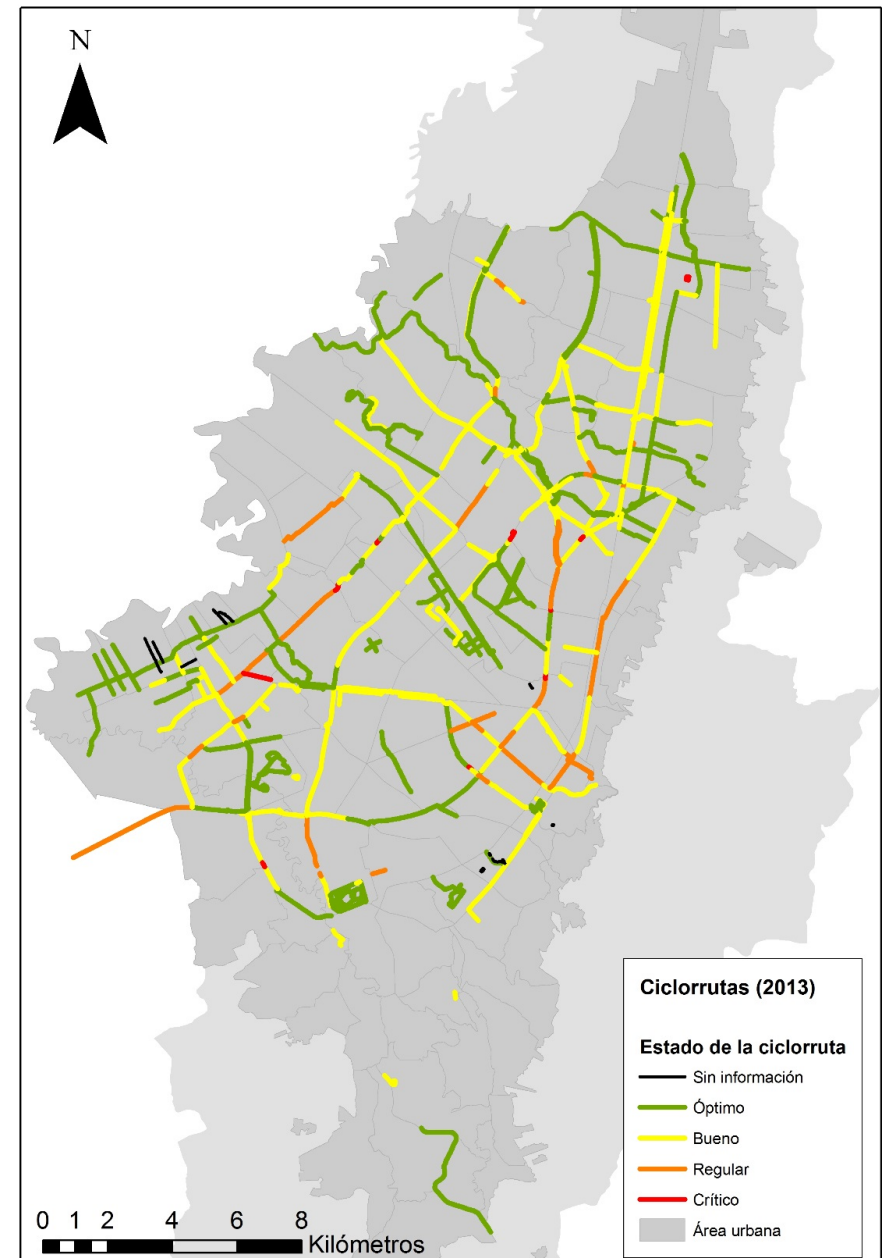 N
Ciclorrutas (2013)
Estado de la ciclorruta
Sin información
Óptimo
Bueno
Regular
Crítico
Área urbana
0 1 2 4 6 8
Kilómetros